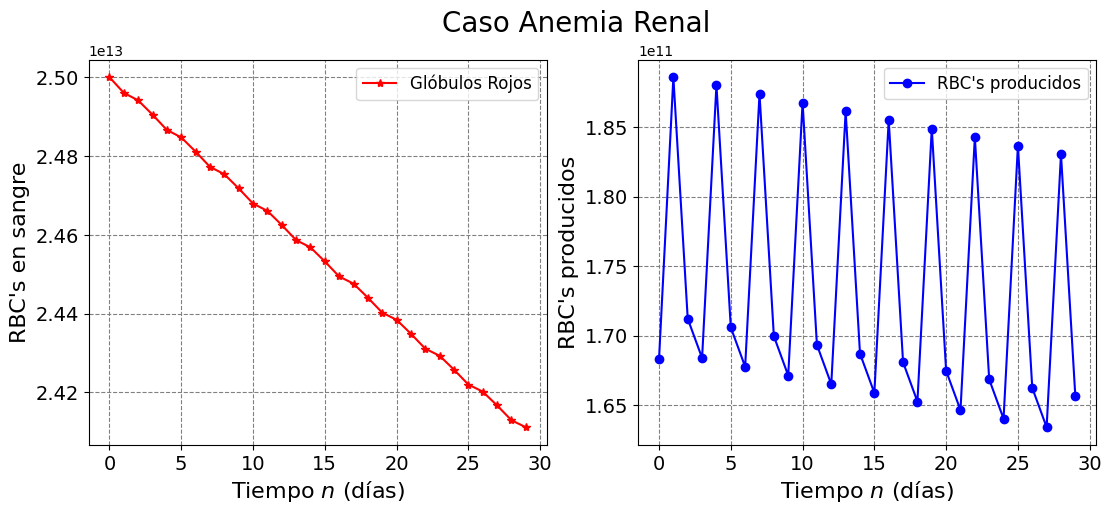 Caso Anemia Renal
1e13
Glóbulos Rojos
RBC's en sangre
2.50
2.48
2.46
2.44
2.42
0 5 10 15 20 25 30
Tiempo n (días)
1e11
RBC's producidos
RBC's producidos
1.85
1.80
1.75
1.70
1.65
0 5 10 15 20 25 30
Tiempo n (días)